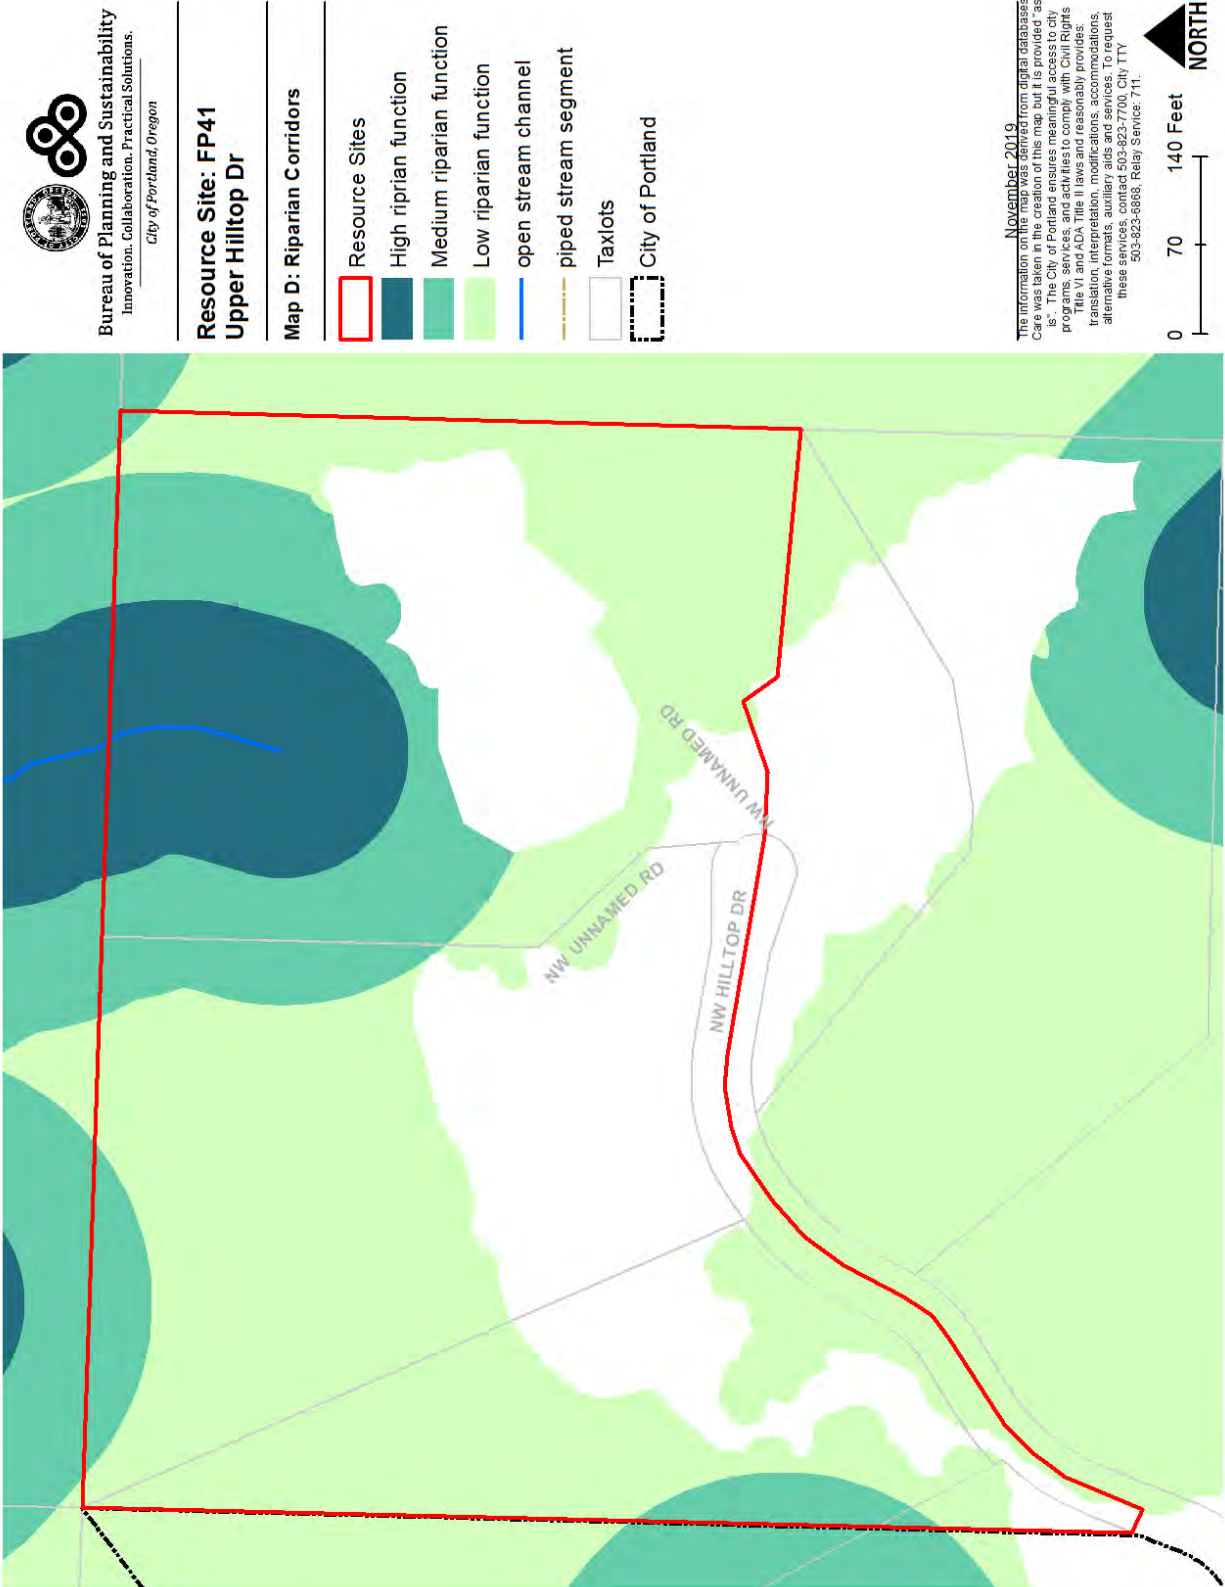 Bureau of Planning and Sustainability
Innovation. Collaboration. Practical Solutions.
City of Portland, Oregon
Resource Site: FP41
Upper Hilltop Dr
Map D: Riparian Corridors
Resource Sites
High riprian function
Medium riparian function
Low riparian function
open stream channel
piped stream segment
Taxlots
City of Portland
November 2019
The information on the map was derived from digital databases
Care was taken in the creation of this map but it is provided "as
is". The City of Portland ensures meaningful access to city
programs, services, and activities to comply with Civil Rights
Title VI and ADA Title II laws and reasonably provides:
translation, interpretation, modifications, accommodations,
alternative formats, auxiliary aids and services. To request
these services, contact 503-823-7700, City TTY
503-823-6868, Relay Service: 711.
0 70 140 Feet
NORTH
NW UNNAMED RD
NW UNNAMED RD
NW HILLTOP DR